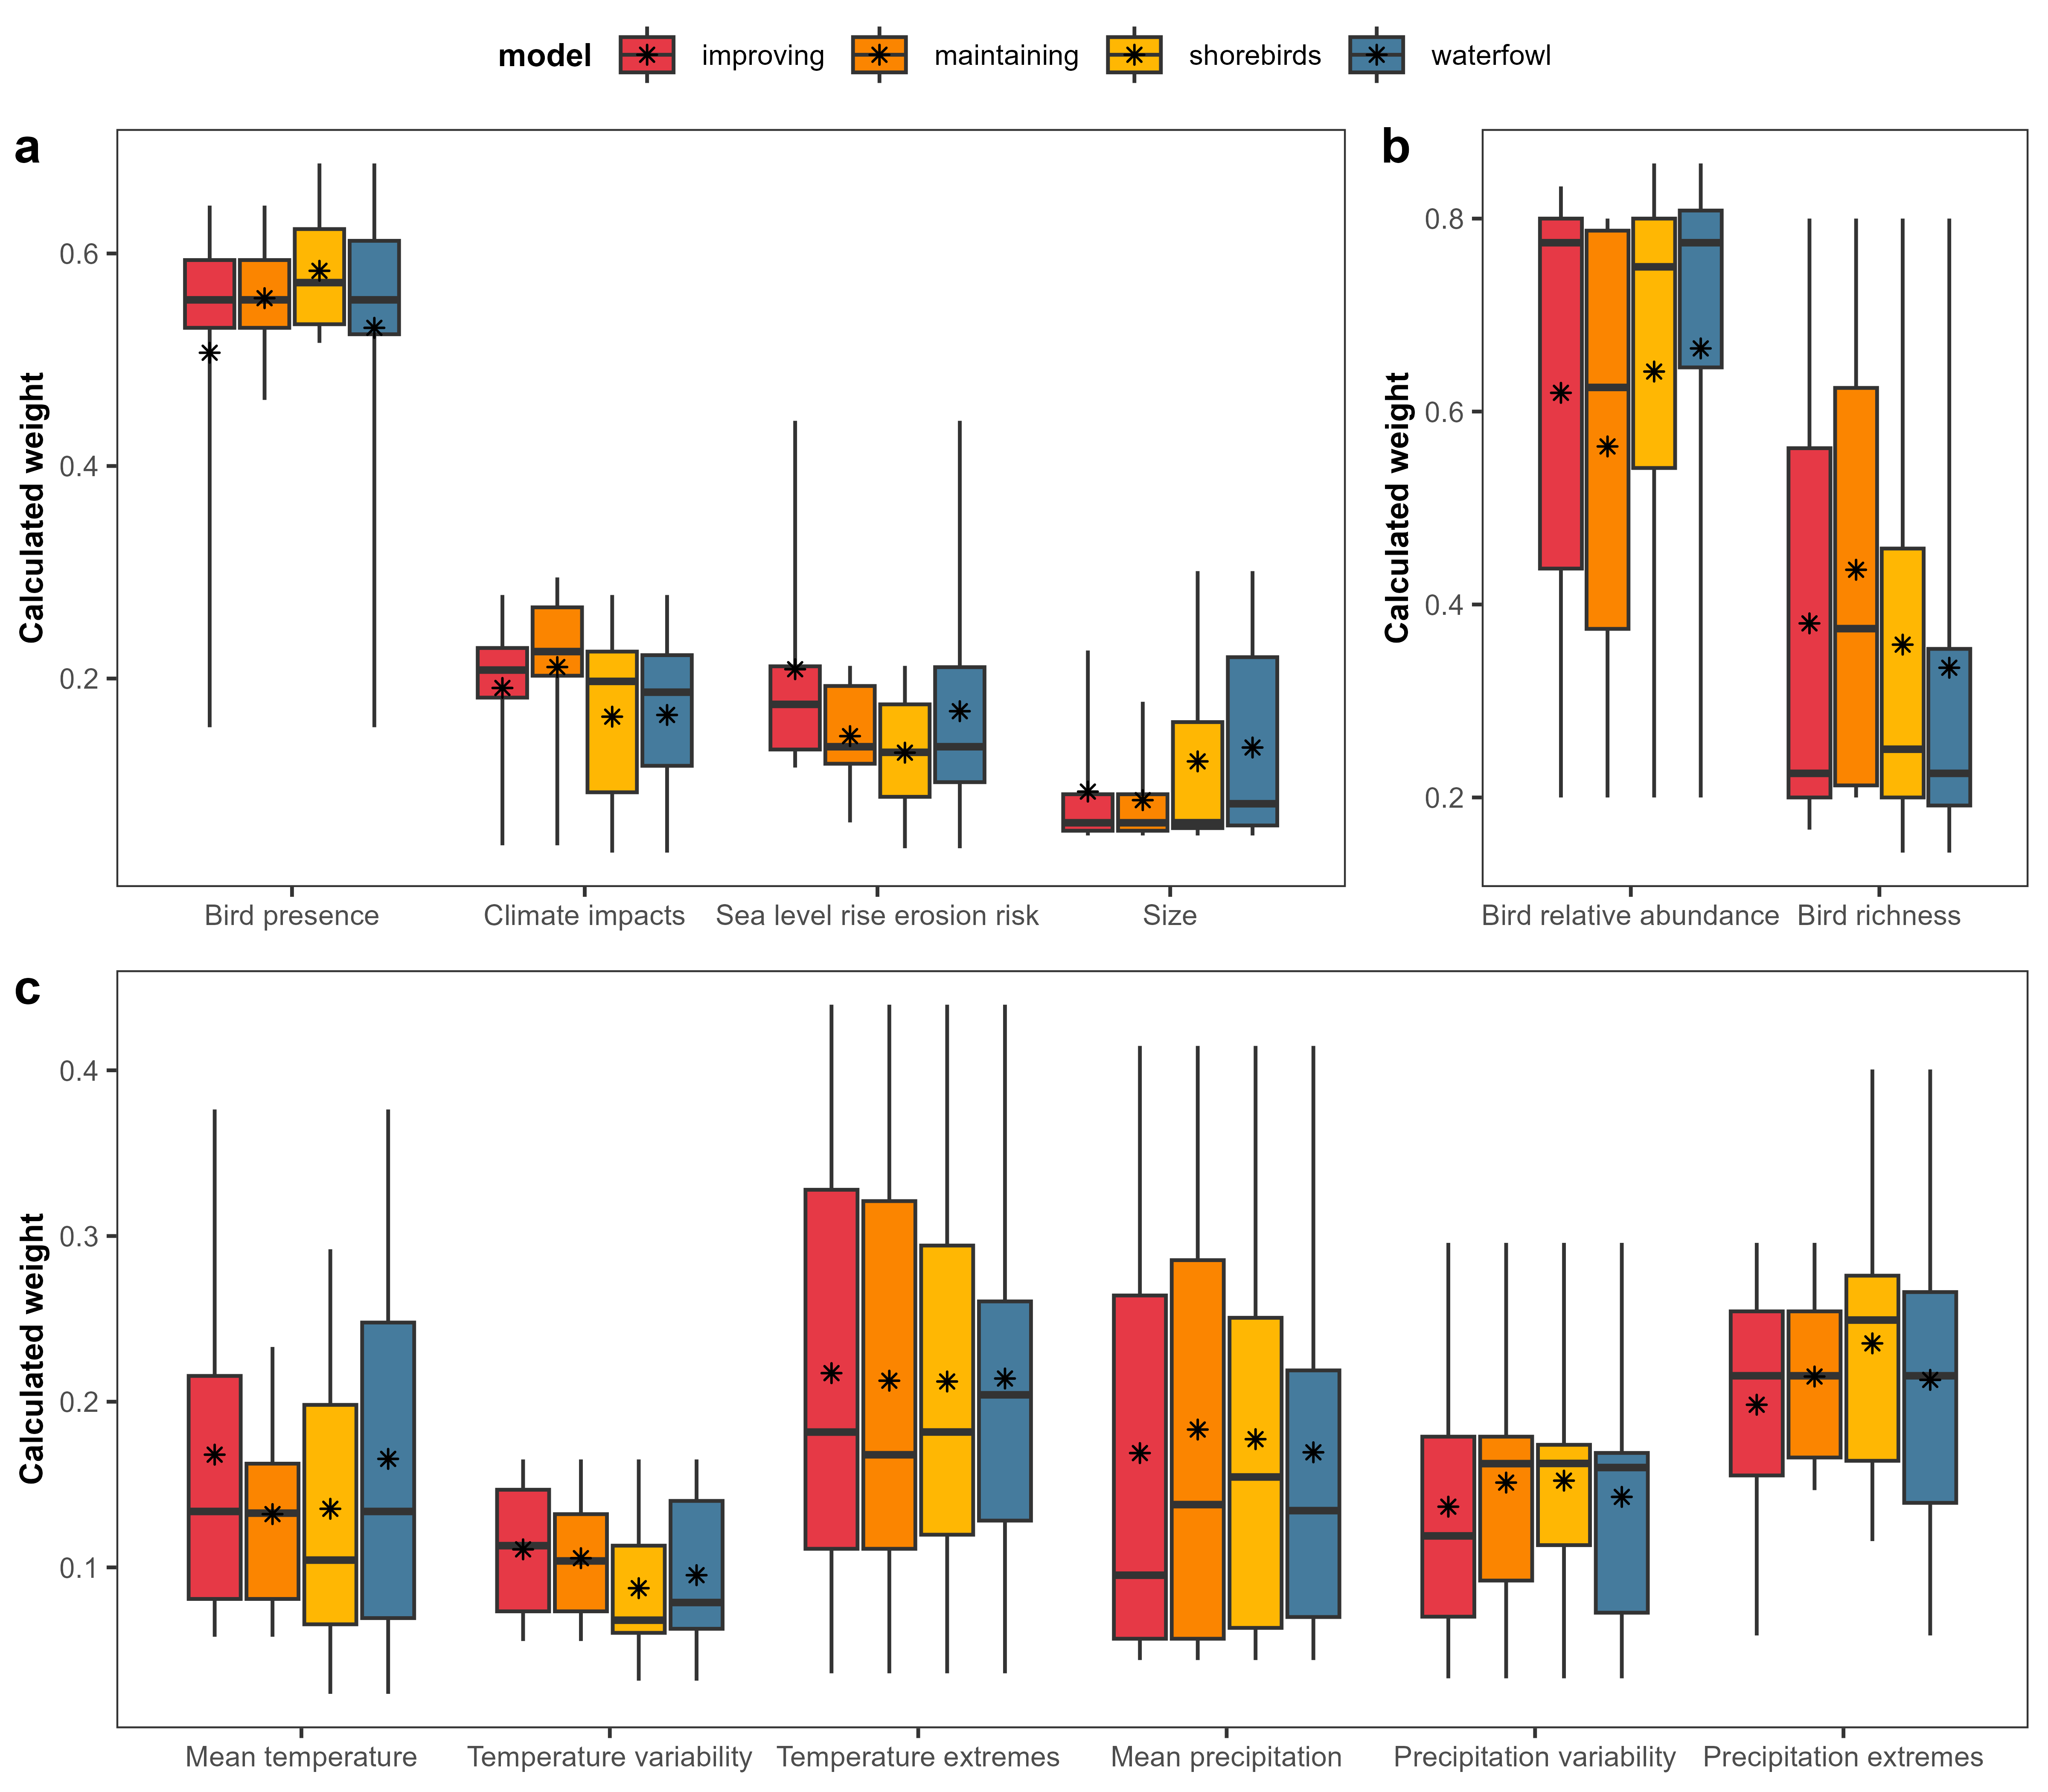 model improving maintaining shorebirds waterfowl
a
Calculated weight
0.6
0.4
0.2
Bird presence Climate impacts Sea level rise erosion risk Size
b
Calculated weight
0.8
0.6
0.4
0.2
Bird relative abundance Bird richness
c
Calculated weight
0.4
0.3
0.2
0.1
Mean temperature Temperature variability Temperature extremes Mean precipitation Precipitation variability Precipitation extremes